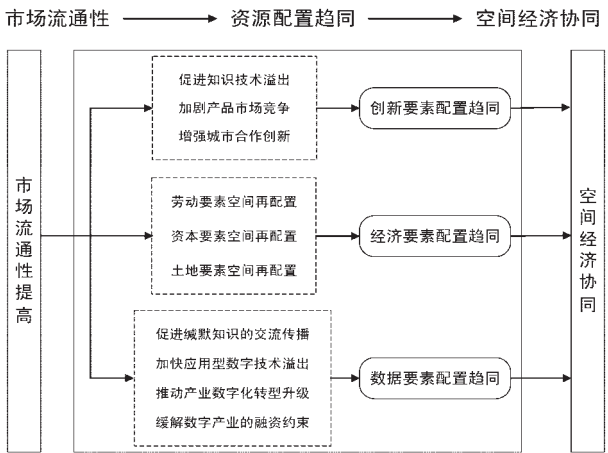 市场流通性
资源配置趋同
空间经济协同
市场流通性提高
促进知识技术溢出
加剧产品市场竞争
增强城市合作创新
创新要素配置趋同
劳动要素空间再配置
资本要素空间再配置
土地要素空间再配置
经济要素配置趋同
促进缄默知识的交流传播
加快应用型数字技术溢出
推动产业数字化转型升级
缓解数字产业的融资约束
数据要素配置趋同
空间经济协同